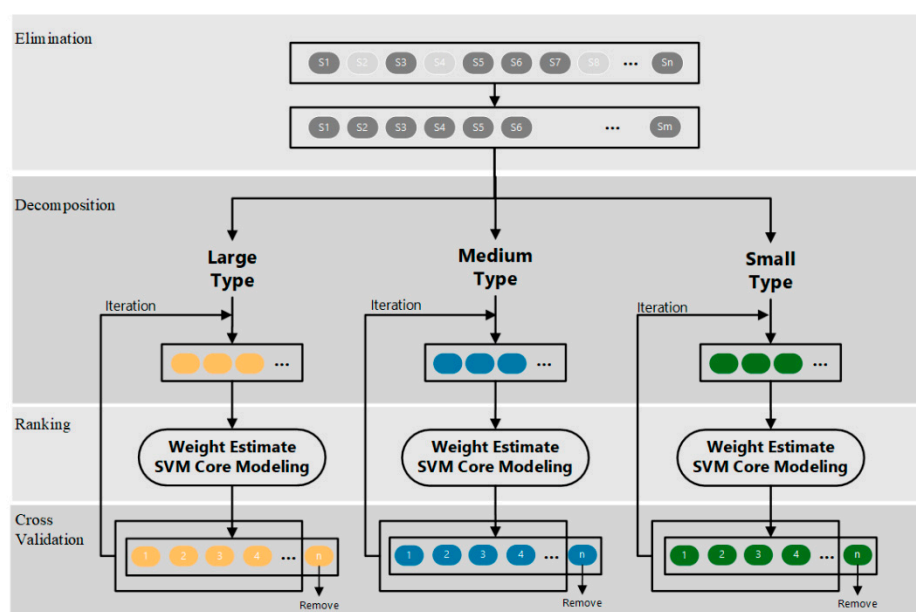 Elimination
S1 S2 S3 S4 S5 S6 S7 S8 ... Sn
S1 S2 S3 S4 S5 S6 ... Sm
Decomposition
Large
Type
Medium
Type
Small
Type
Iteration
Iteration
Iteration
...
...
...
Ranking
Weight Estimate
SVM Core Modeling
Weight Estimate
SVM Core Modeling
Weight Estimate
SVM Core Modeling
Cross
Validation
1 2 3 4 ... n
1 2 3 4 ... n
1 2 3 4 ... n
Remove
Remove
Remove